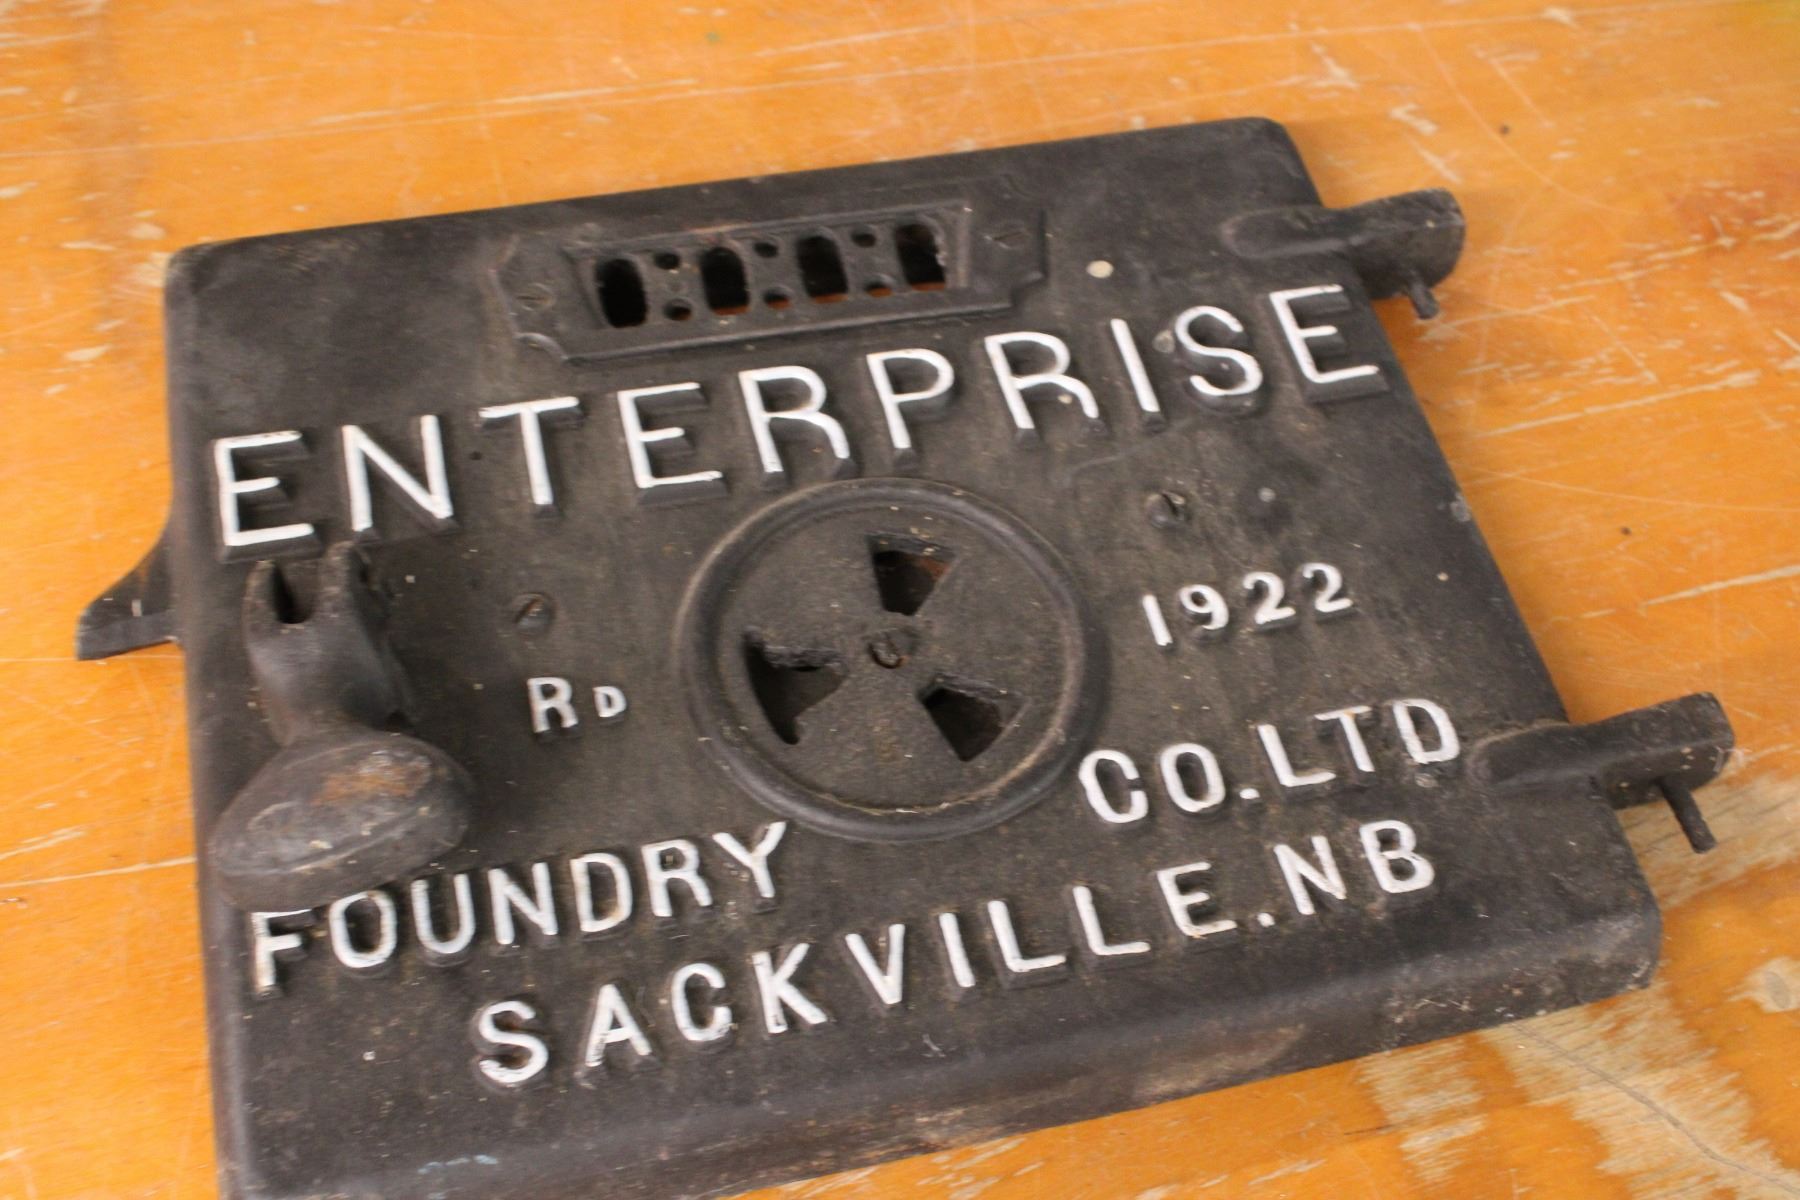 ENTERPRISE
RD 1922
FOUNDRY CO. LTD
SACKVILLE. NB